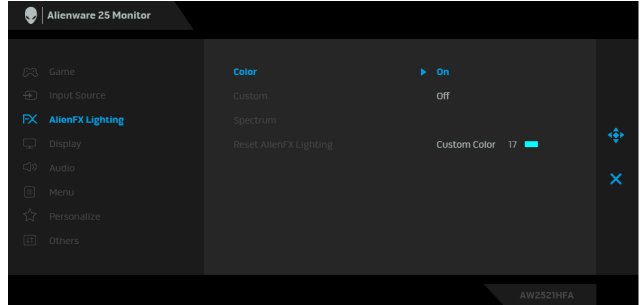 Alienware 25 Monitor
Game
Color
On
Input Source
Custom
Off
FX AlienFX Lighting
Spectrum
Display
Reset AlienFX Lighting
Custom Color 17
Audio
Menu
Personalize
Others
AW2521HFA